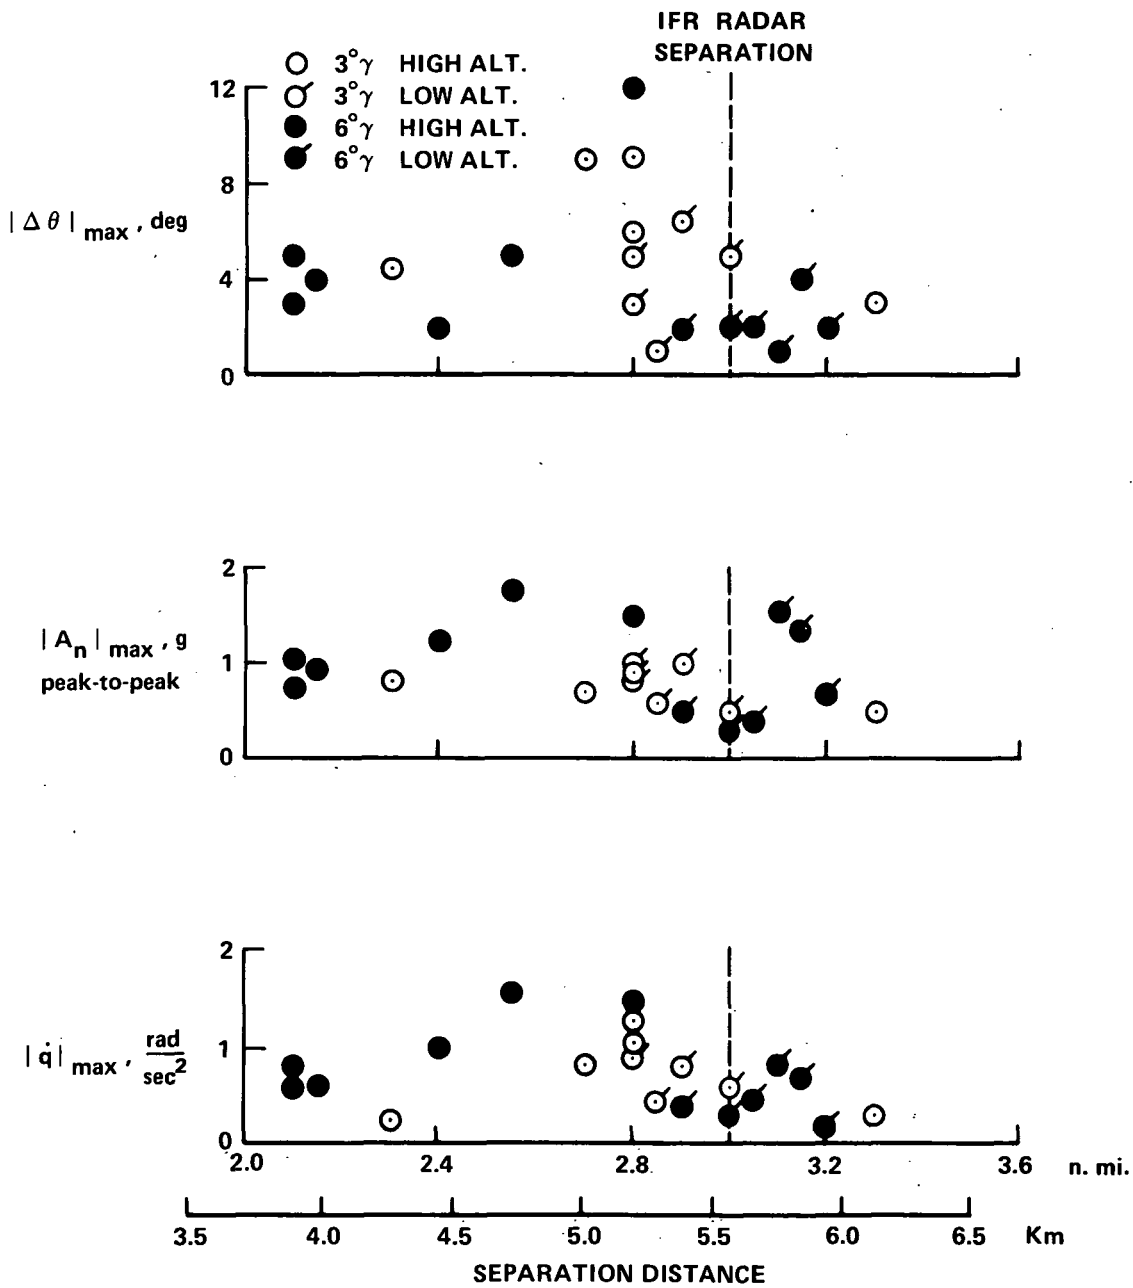 IFR RADAR
SEPARATION
3°γ HIGH ALT.
3°γ LOW ALT.
6°γ HIGH ALT.
6°γ LOW ALT.
12
8
4
0
|Δθ|max, deg
2
1
0
|An|max, g
peak-to-peak
2
1
0
|q̇|max, rad/sec²
2.0 2.4 2.8 3.2 3.6 n. mi.
3.5 4.0 4.5 5.0 5.5 6.0 6.5 Km
SEPARATION DISTANCE